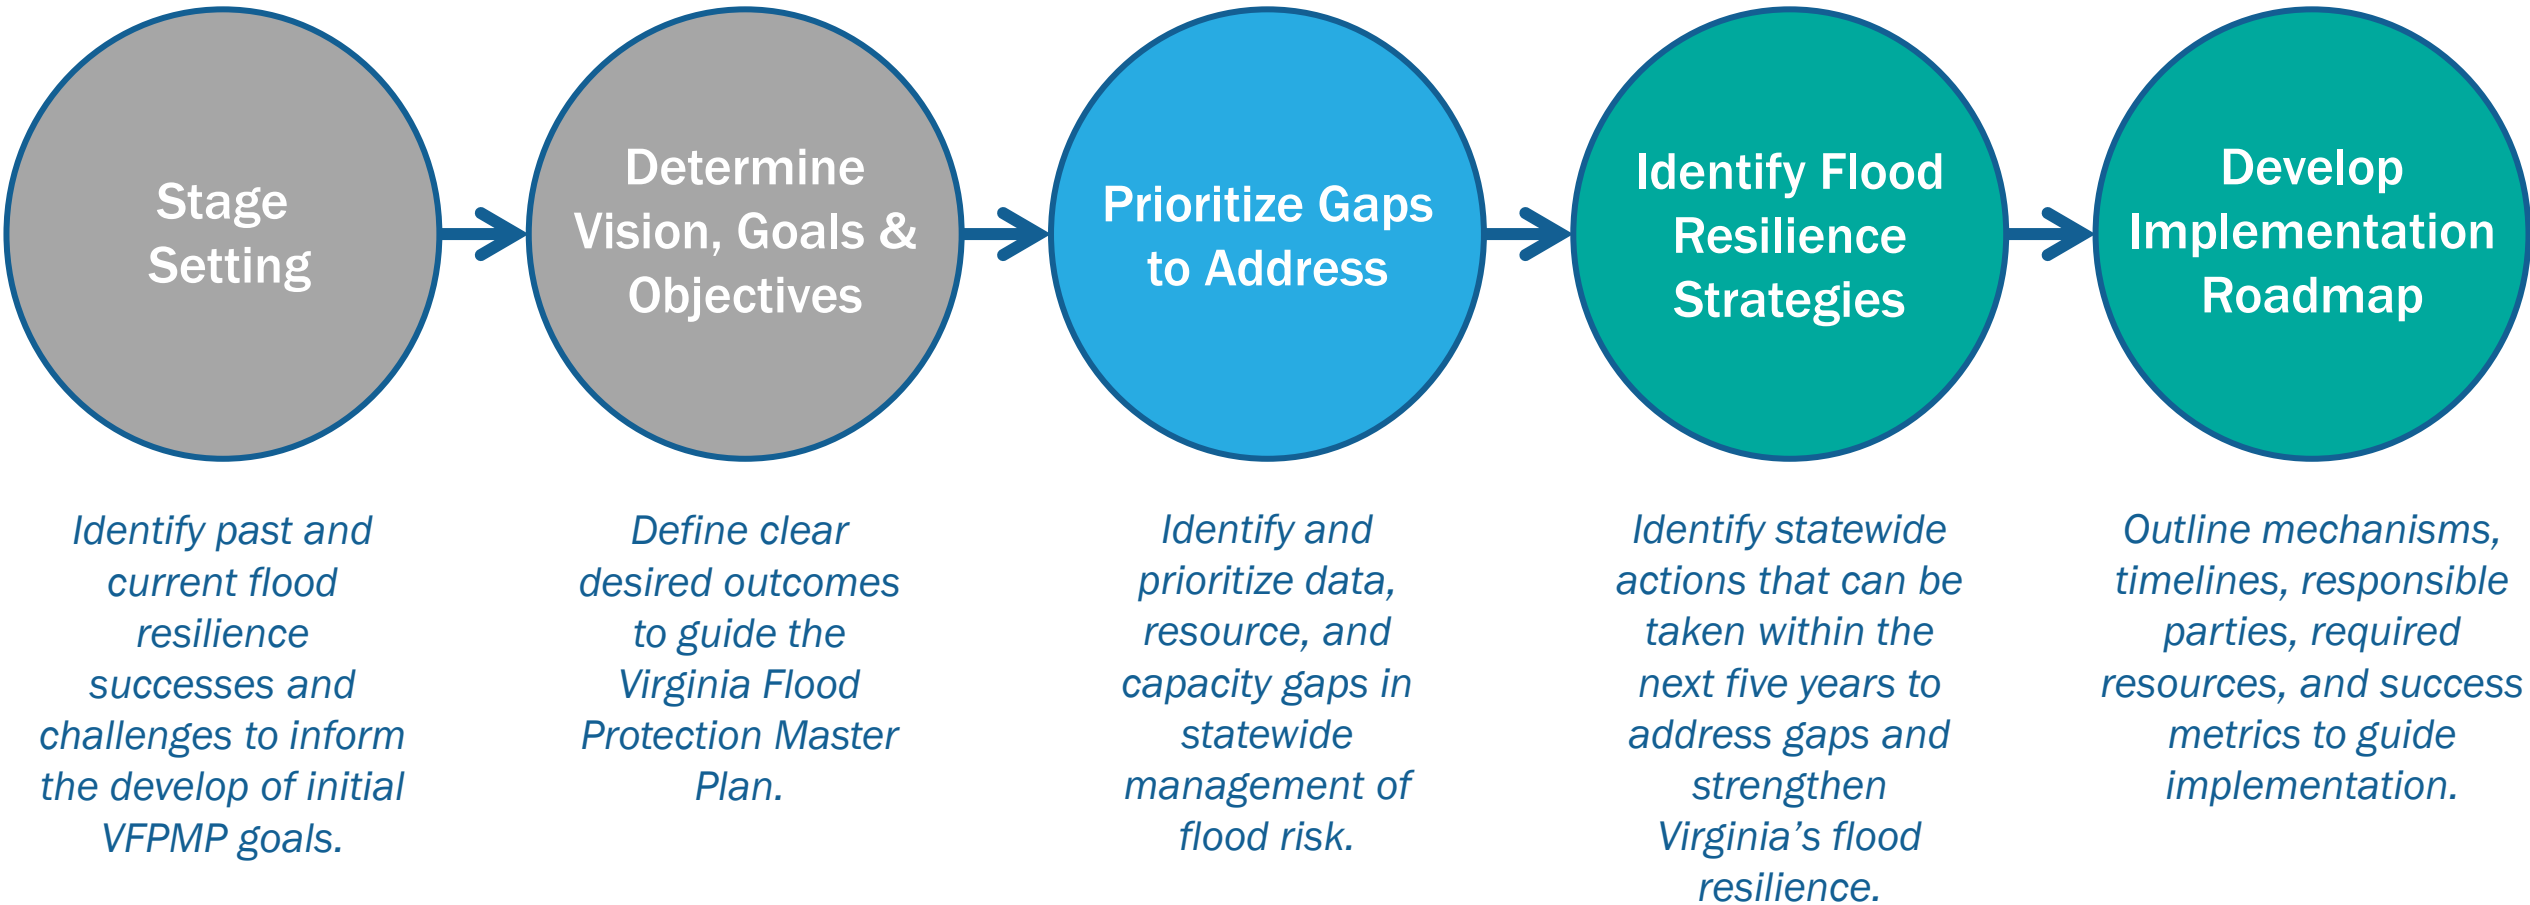 Stage
Setting
Determine
Vision, Goals &
Objectives
Prioritize Gaps
to Address
Identify Flood
Resilience
Strategies
Develop
Implementation
Roadmap
Identify past and
current flood
resilience
successes and
challenges to inform
the develop of initial
VFPMP goals.
Define clear
desired outcomes
to guide the
Virginia Flood
Protection Master
Plan.
Identify and
prioritize data,
resource, and
capacity gaps in
statewide
management of
flood risk.
Identify statewide
actions that can be
taken within the
next five years to
address gaps and
strengthen
Virginia’s flood
resilience.
Outline mechanisms,
timelines, responsible
parties, required
resources, and success
metrics to guide
implementation.